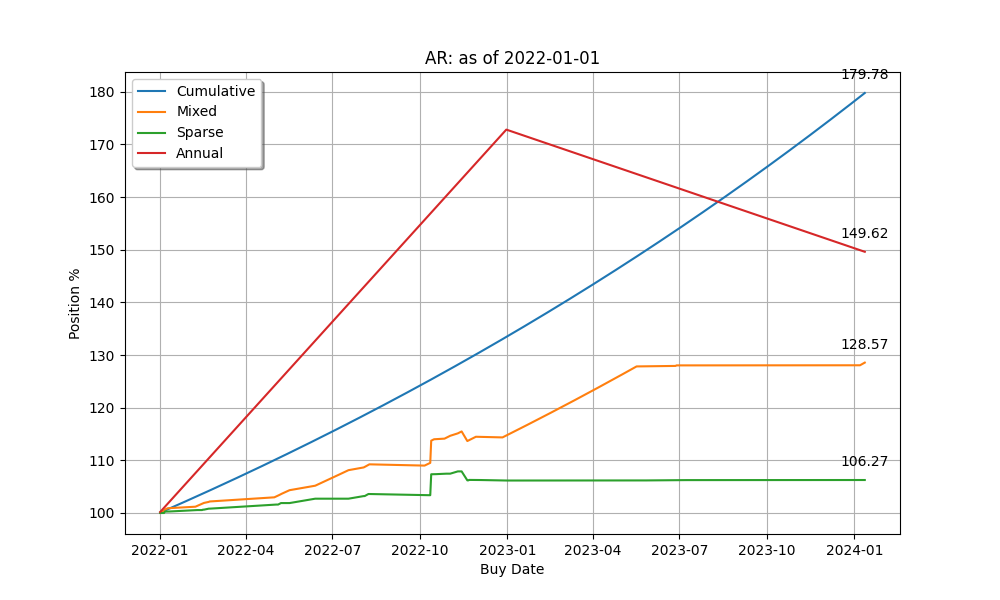 AR: as of 2022-01-01
179.78
Cumulative
Mixed
Sparse
Annual
180
170
160
150
140
130
120
110
100
149.62
128.57
106.27
Position %
2022-01 2022-04 2022-07 2022-10 2023-01 2023-04 2023-07 2023-10 2024-01
Buy Date